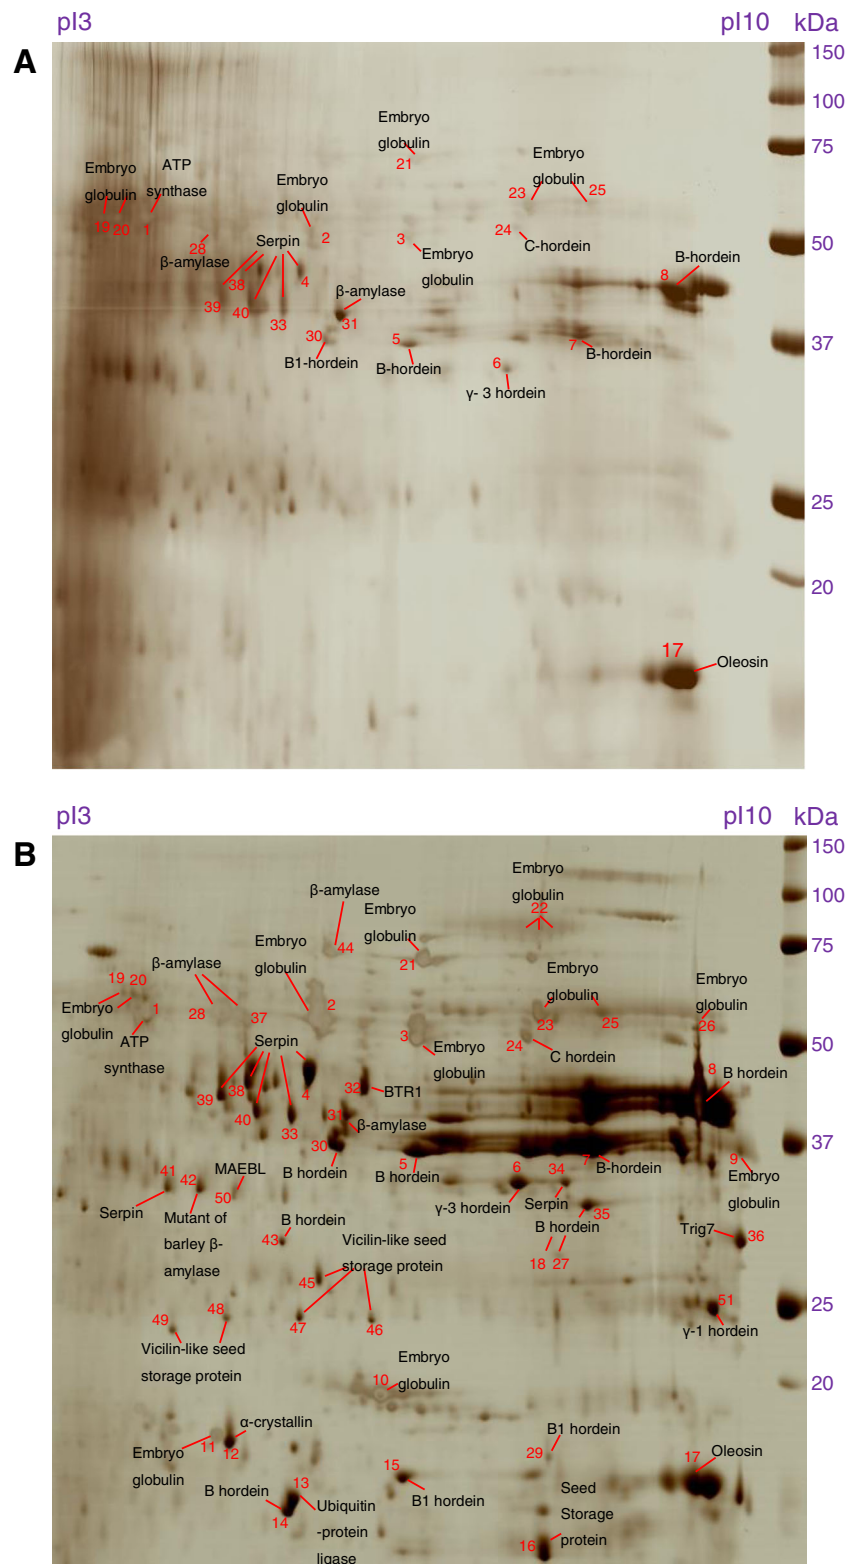 pI3 pI10 kDa
A
150
100
75
50
37
25
20
Embryo
globulin
21
Embryo
globulin
19 20
ATP
synthase
1
Embryo
globulin
2
Embryo
globulin
23 25
28
β-amylase
Serpin
38
39
40
33
4
3
Embryo
globulin
24
C-hordein
8
B-hordein
β-amylase
31
30
B1-hordein
5
B-hordein
6
γ- 3 hordein
7
B-hordein
17
Oleosin
pI3 pI10 kDa
B
150
100
75
50
37
25
20
Embryo
globulin
22
β-amylase
44
Embryo
globulin
21
Embryo
globulin
2
β-amylase
28
37
19 20
Embryo
globulin
1
ATP
synthase
Embryo
globulin
23 25
Embryo
globulin
26
3
Embryo
globulin
24
C hordein
Serpin
39
38
40
33
4
32
BTR1
31
β-amylase
30
B hordein
8
B hordein
5
B hordein
7
B-hordein
9
Embryo
globulin
41
Serpin
42
Mutant of
barley β-
amylase
MAEBL
50
6
γ-3 hordein
34
Serpin
35
B hordein
18 27
Trig7
36
43
B hordein
Vicilin-like seed
storage protein
45
47
46
51
γ-1 hordein
49
48
Vicilin-like seed
storage protein
10
Embryo
globulin
11
Embryo
globulin
α-crystallin
12
B hordein
14
13
Ubiquitin
-protein
ligase
15
B1 hordein
B1 hordein
29
Seed
Storage
protein
16
17
Oleosin